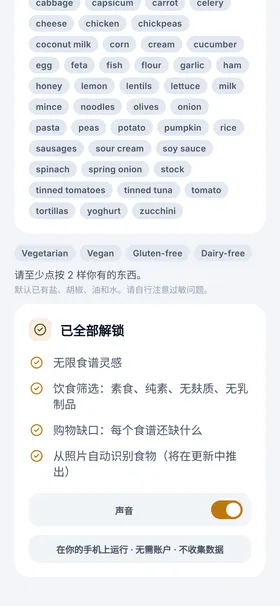 cabbage capsicum carrot celery
cheese chicken chickpeas
coconut milk corn cream cucumber
egg feta fish flour garlic ham
honey lemon lentils lettuce milk
mince noodles olives onion
pasta peas potato pumpkin rice
sausages sour cream soy sauce
spinach spring onion stock
tinned tomatoes tinned tuna tomato
tortillas yoghurt zucchini
Vegetarian Vegan Gluten-free Dairy-free
请至少点按 2 样你有的东西。
默认已有盐、胡椒、油和水。请自行注意过敏问题。
已全部解锁
无限食谱灵感
饮食筛选：素食、纯素、无麸质、无乳
制品
购物缺口：每个食谱还缺什么
从照片自动识别食物（将在更新中推
出）
声音
在你的手机上运行 · 无需账户 · 不收集数据